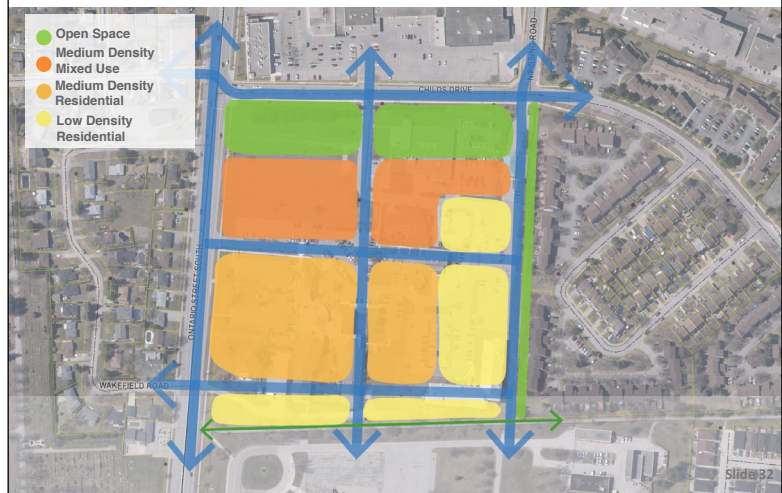 Open Space
Medium Density
Mixed Use
Medium Density
Residential
Low Density
Residential
ROAD
CHILDS DRIVE
ONTARIO STREET SOUTH
WAKEFIELD ROAD
Slide 32